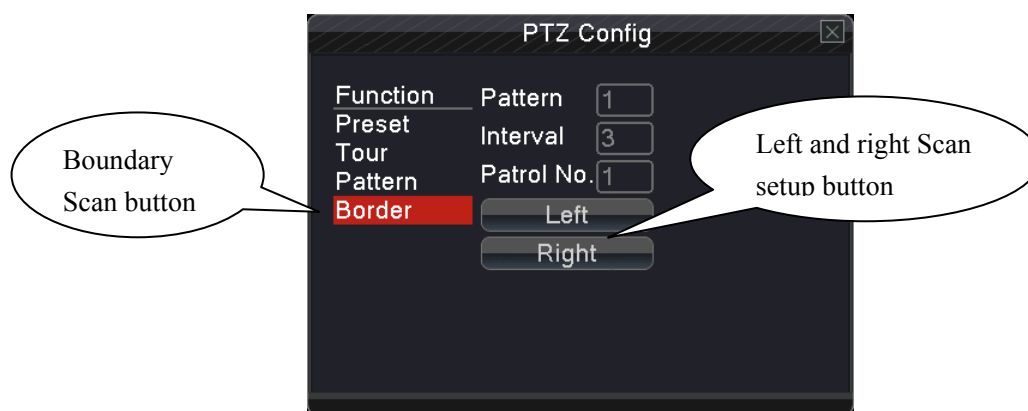 PTZ Config
Function
Preset
Tour
Pattern
Border
Pattern 1
Interval 3
Patrol No. 1
Left
Right
Boundary
Scan button
Left and right Scan
setup button